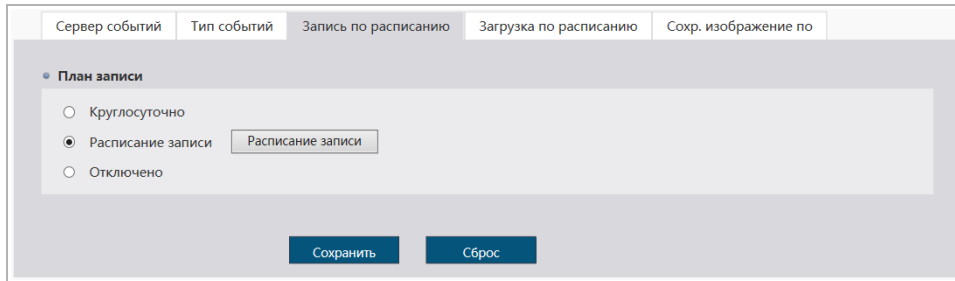 Сервер событий Тип событий Запись по расписанию Загрузка по расписанию Сохр. изображение по
План записи
Круглосуточно
Расписание записи Расписание записи
Отключено
Сохранить Сброс